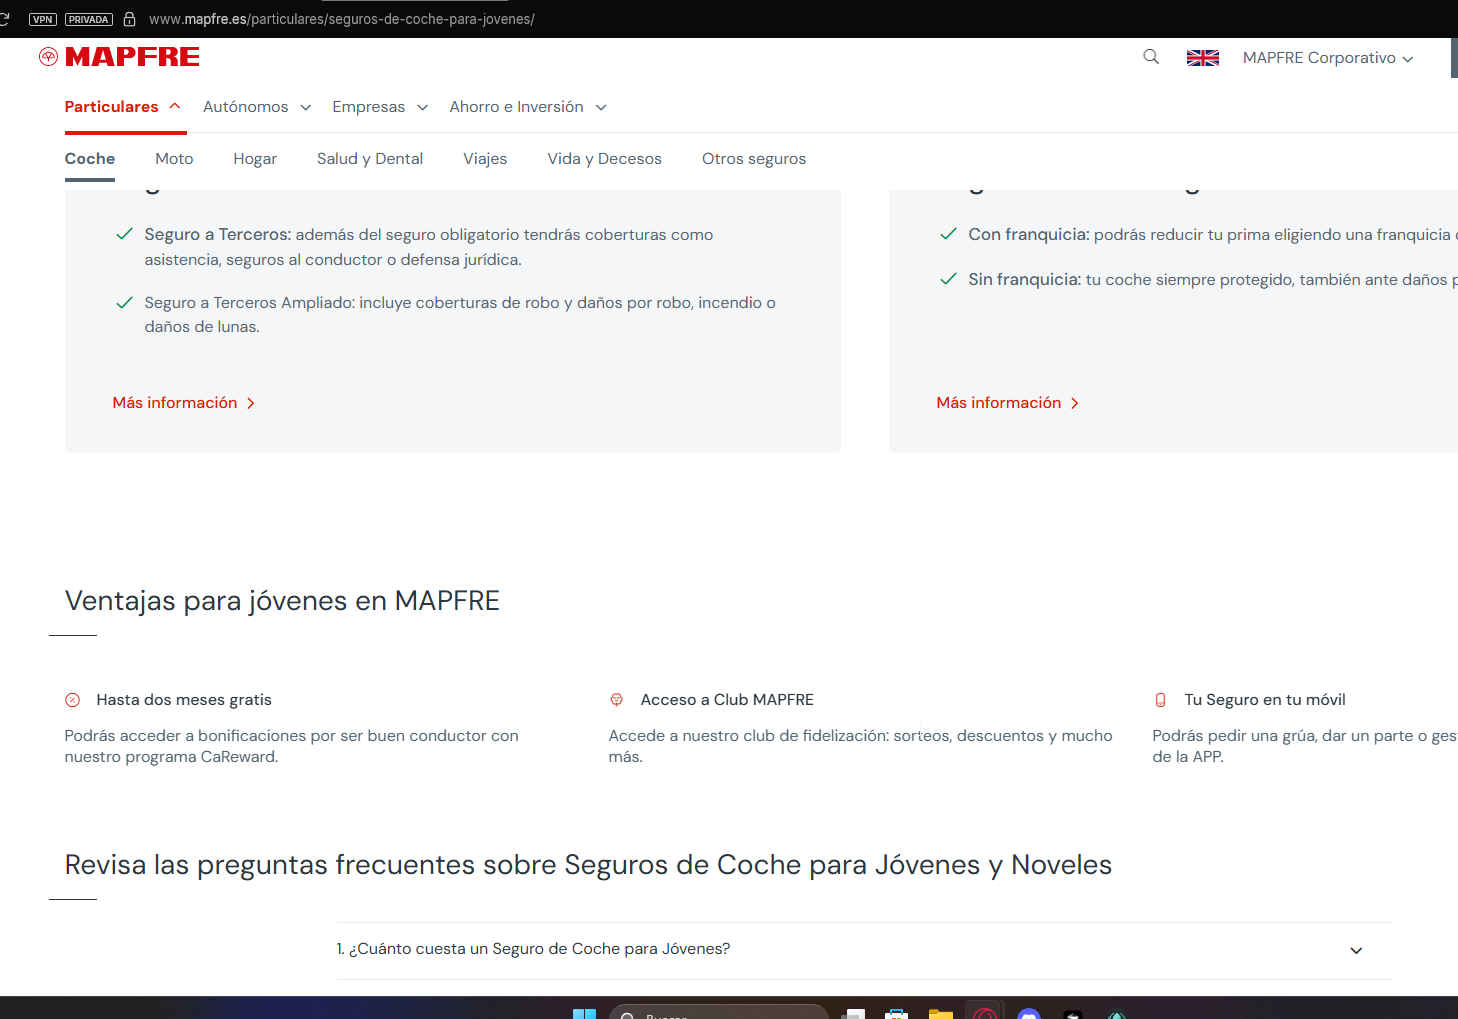 VPN PRIVADA www.mapfre.es/particulares/seguros-de-coche-para-jovenes/
MAPFRE
MAPFRE Corporativo
Particulares Autónomos Empresas Ahorro e Inversión
Coche Moto Hogar Salud y Dental Viajes Vida y Decesos Otros seguros
Seguro a Terceros: además del seguro obligatorio tendrás coberturas como
asistencia, seguros al conductor o defensa jurídica.
Seguro a Terceros Ampliado: incluye coberturas de robo y daños por robo, incendio o
daños de lunas.
Más información
Con franquicia: podrás reducir tu prima eligiendo una franquicia
Sin franquicia: tu coche siempre protegido, también ante daños
Más información
Ventajas para jóvenes en MAPFRE
Hasta dos meses gratis
Podrás acceder a bonificaciones por ser buen conductor con
nuestro programa CaReward.
Acceso a Club MAPFRE
Accede a nuestro club de fidelización: sorteos, descuentos y mucho
más.
Tu Seguro en tu móvil
Podrás pedir una grúa, dar un parte o
de la APP.
Revisa las preguntas frecuentes sobre Seguros de Coche para Jóvenes y Noveles
1. ¿Cuánto cuesta un Seguro de Coche para Jóvenes?